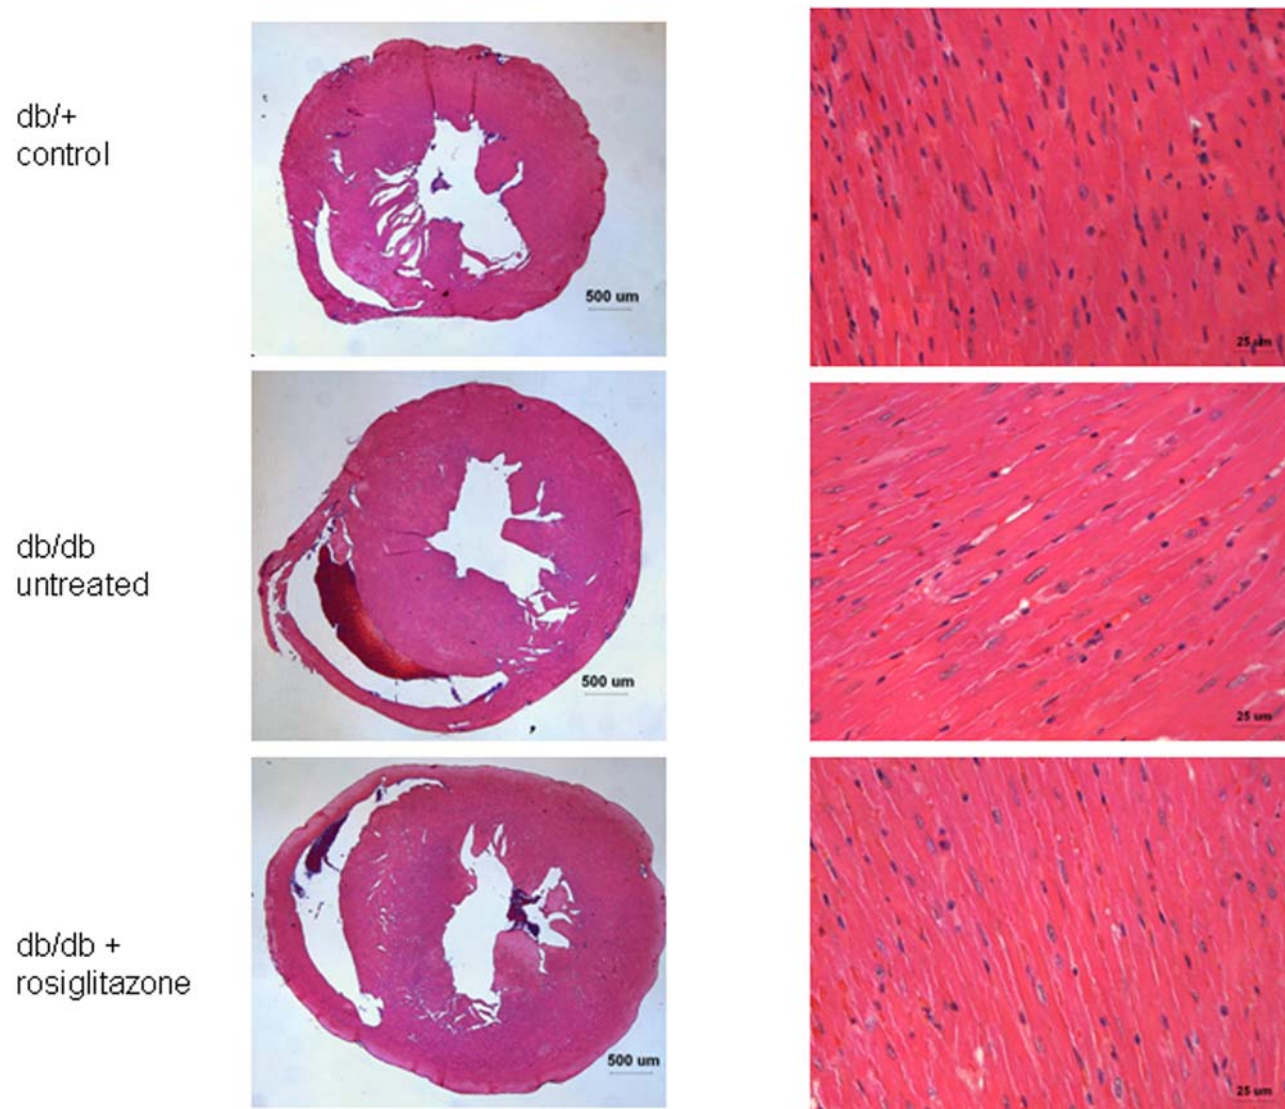 db/+
control
500 um
25 um
db/db
untreated
500 um
25 um
db/db +
rosiglitazone
500 um
25 um